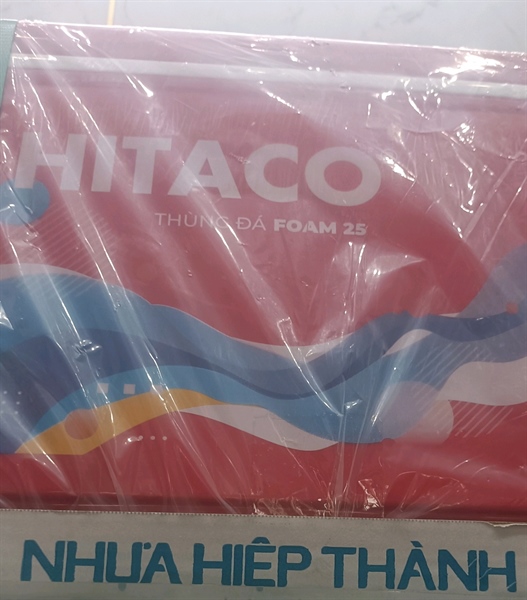 HITACO
THÙNG ĐÁ FOAM 25
NHỰA HIỆP THÀNH